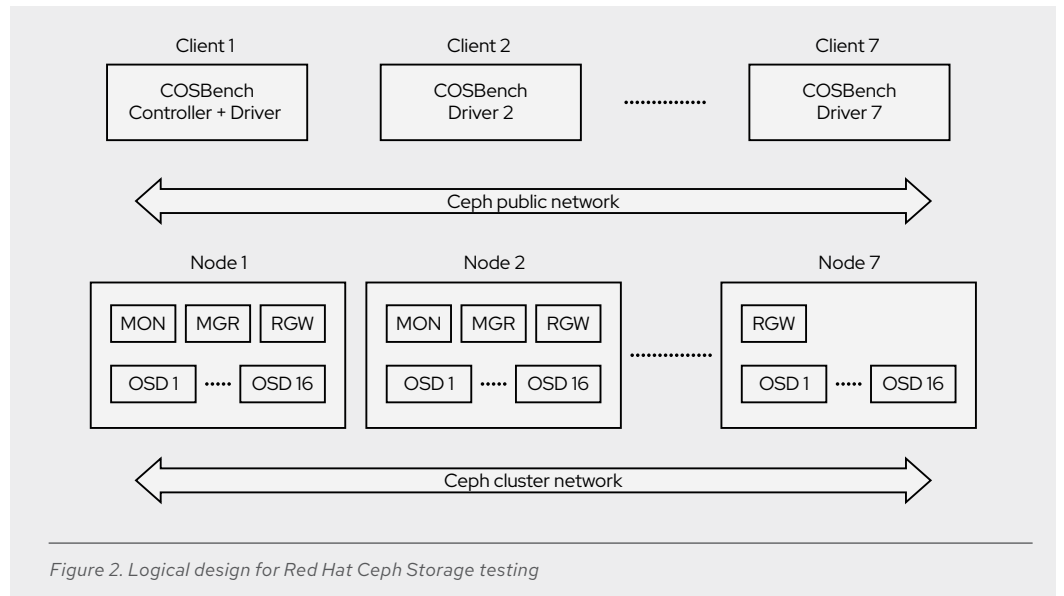 Client 1
Client 2
Client 7
COSBench
Controller + Driver
COSBench
Driver 2
COSBench
Driver 7
Ceph public network
Node 1
Node 2
Node 7
MON
MGR
RGW
MON
MGR
RGW
RGW
OSD 1
OSD 16
OSD 1
OSD 16
OSD 1
OSD 16
Ceph cluster network
Figure 2. Logical design for Red Hat Ceph Storage testing